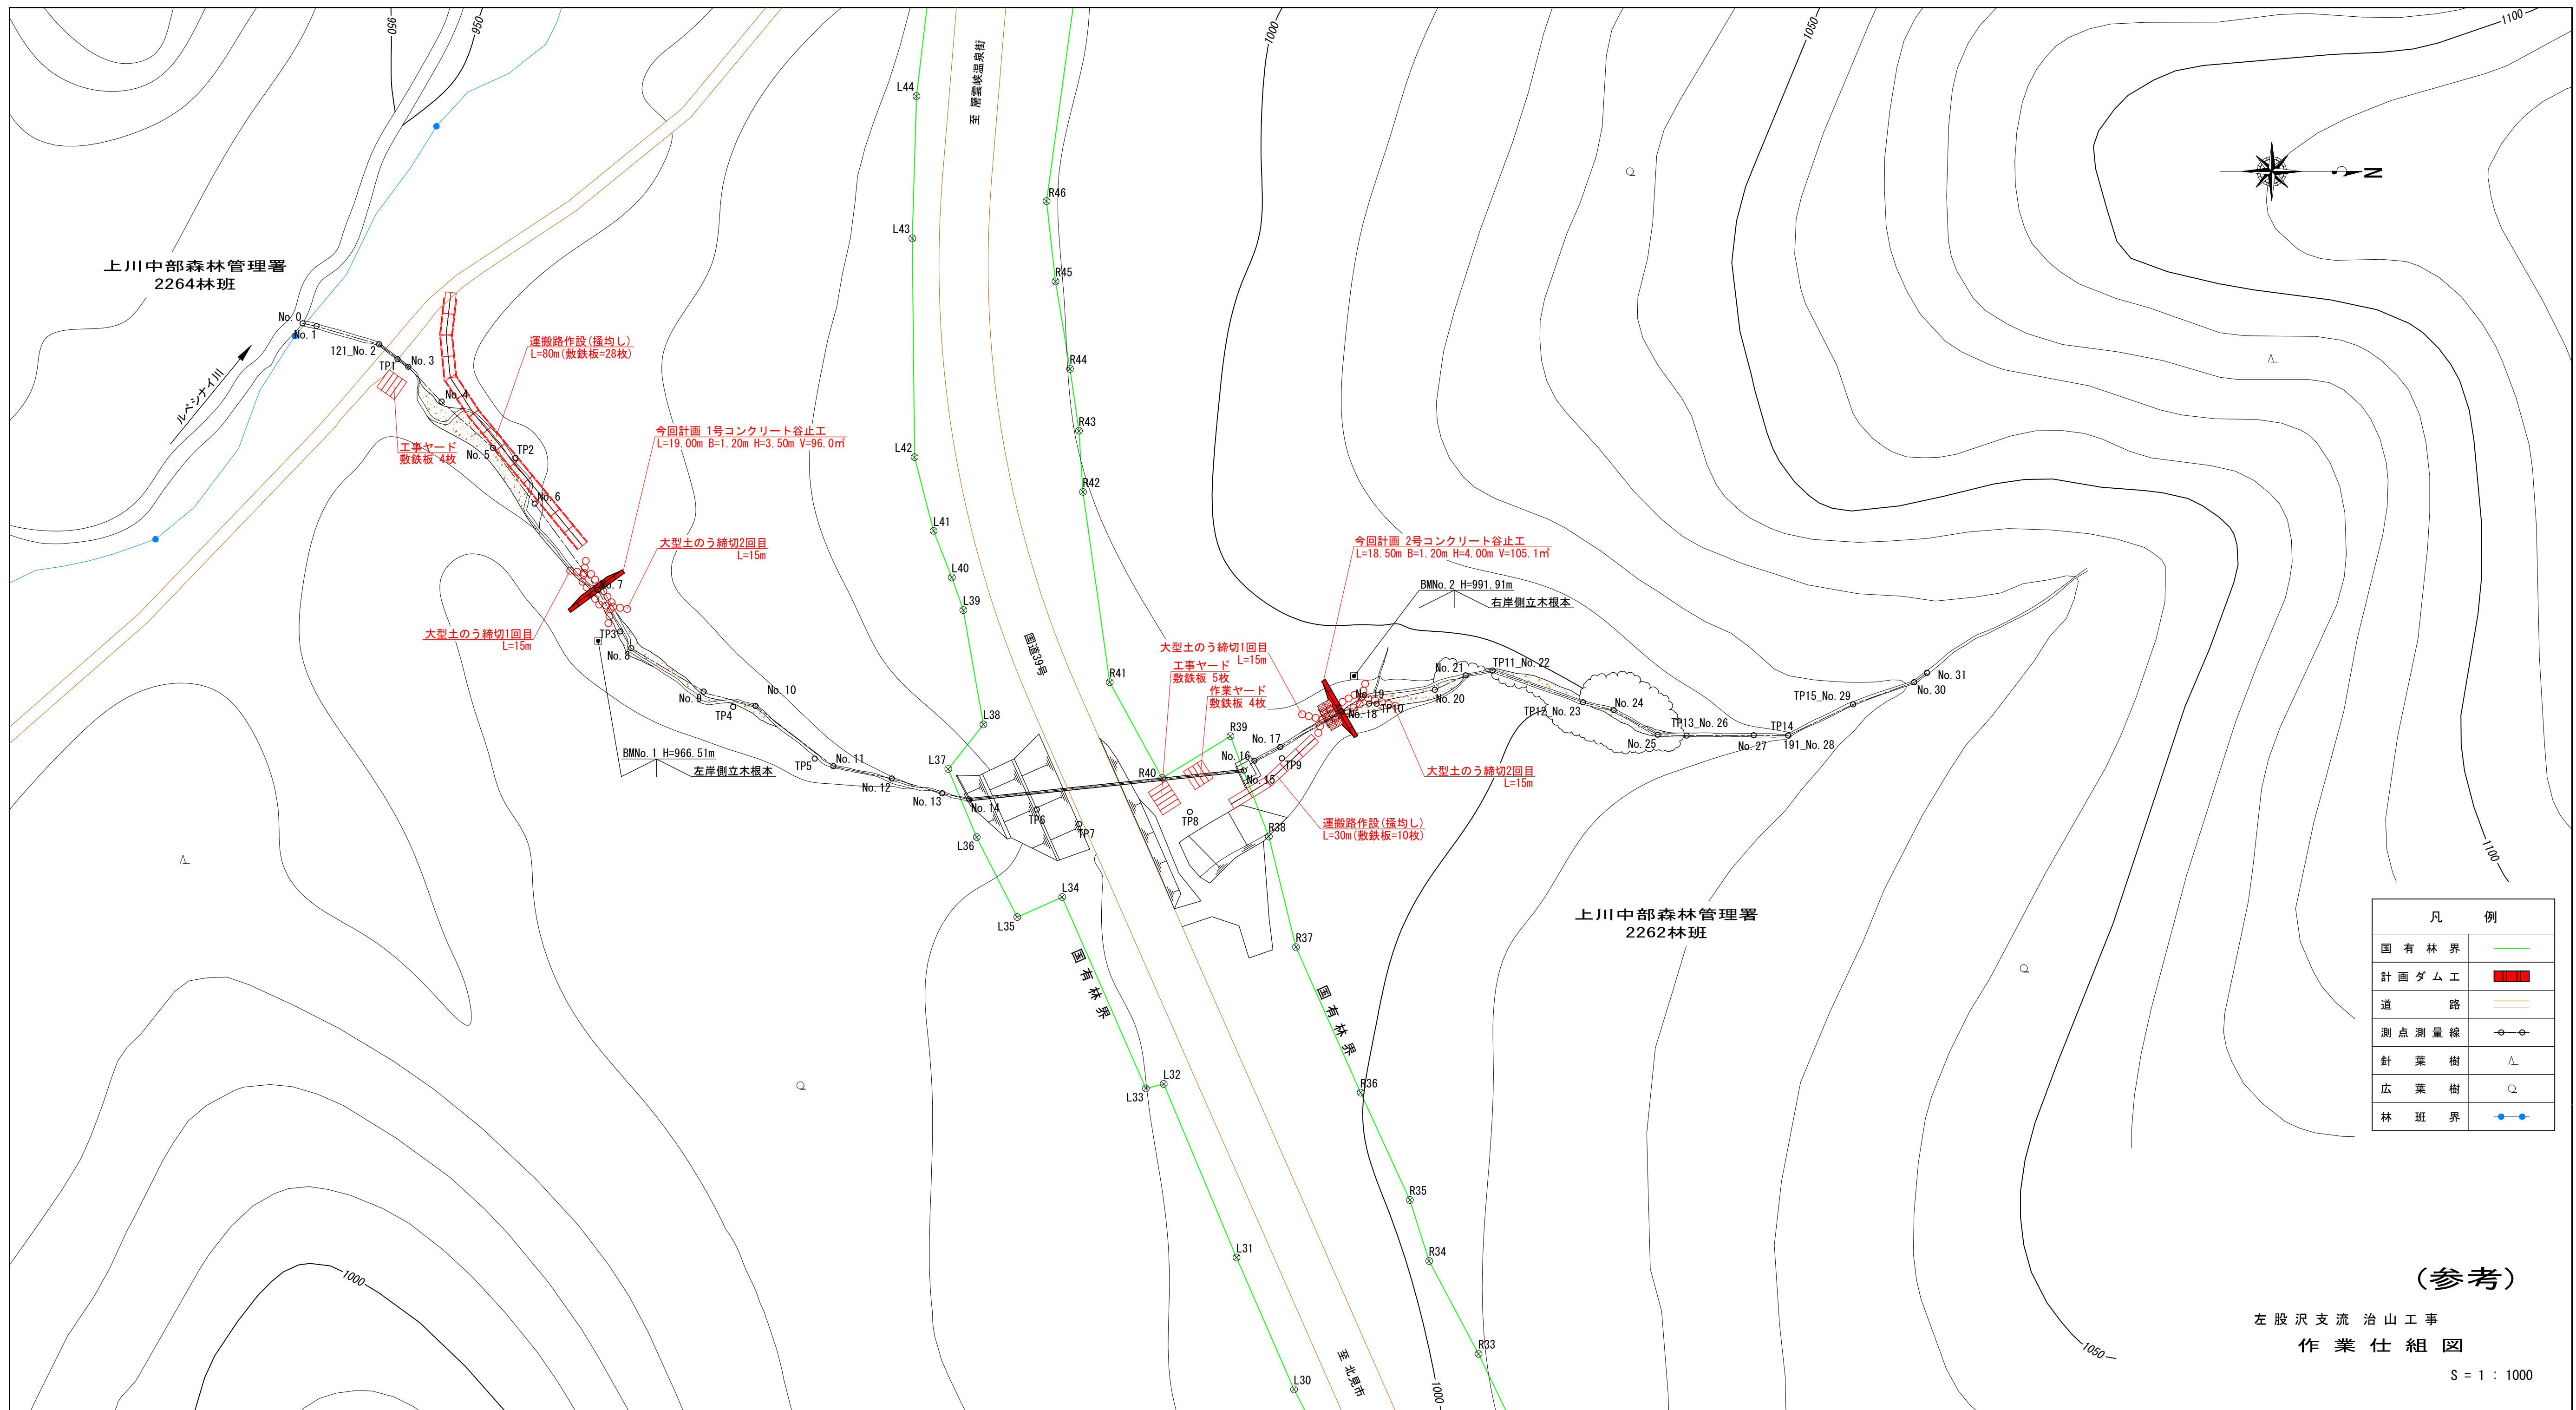 950
950
1000
1050
1100
至 層雲峡温泉街
L44
R46
N
L43
上川中部森林管理署
2264林班
R45
No.0
No.1
121_No.2
TP1
No.3
運搬路作設(掻均し)
L=80m(敷鉄板=28枚)
R44
ルペシナイ川
No.4
工事ヤード
敷鉄板 4枚
No.5
TP2
今回計画 1号コンクリート谷止工
L=19.00m B=1.20m H=3.50m V=96.0㎥
R43
L42
R42
No.6
L41
大型土のう締切2回目
L=15m
今回計画 2号コンクリート谷止工
L=18.50m B=1.20m H=4.00m V=105.1㎥
L40
No.7
BMNo.2 H=991.91m
右岸側立木根本
L39
大型土のう締切1回目
L=15m
TP3
No.8
国道39号
大型土のう締切1回目
L=15m
工事ヤード
敷鉄板 5枚
作業ヤード
敷鉄板 4枚
R41
No.9
TP4
No.10
No.19
No.18
TP10
No.20
No.21
TP11_No.22
TP12_No.23
No.24
TP15_No.29
No.30
No.31
L38
R39
No.25
TP13_No.26
No.27
TP14
191_No.28
BMNo.1 H=966.51m
左岸側立木根本
TP5
No.11
No.12
No.13
L37
No.14
R40
No.16
No.15
No.17
TP9
大型土のう締切2回目
L=15m
TP6
TP7
TP8
運搬路作設(掻均し)
L=30m(敷鉄板=10枚)
L36
R38
1100
L34
L35
上川中部森林管理署
2262林班
凡 例
国有林界
計画ダム工
道路
測点測量線
針葉樹
広葉樹
林班界
国有林界
R37
国有林界
L32
L33
R36
R35
L31
R34
1000
(参考)
左股沢支流 治山工事
作業仕組図
S = 1 : 1000
R33
1050
至 北見市
L30
1000